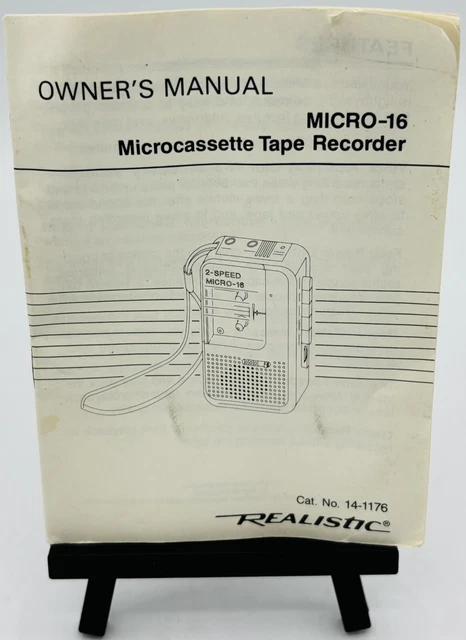 OWNER'S MANUAL
MICRO-16
Microcassette Tape Recorder
2-SPEED
MICRO-16
Cat. No. 14-1176
REALISTIC®